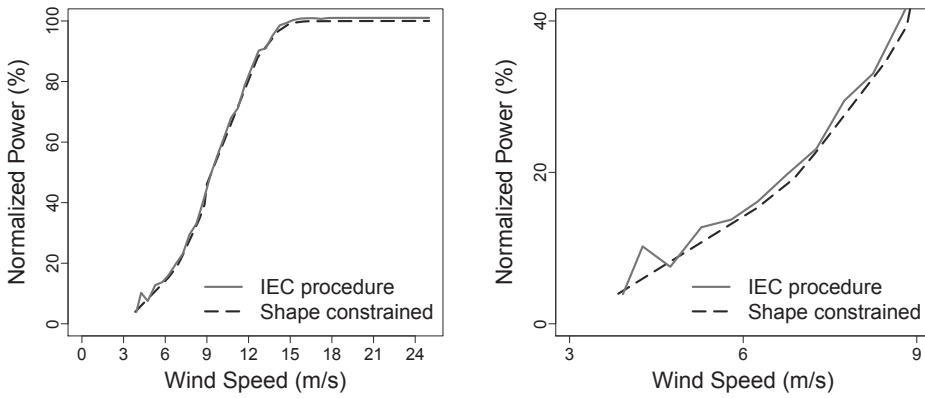 Normalized Power (%)
100
80
60
40
20
0
IEC procedure
Shape constrained
0 3 6 9 12 15 18 21 24
Wind Speed (m/s)
Normalized Power (%)
40
20
0
IEC procedure
Shape constrained
3 6 9
Wind Speed (m/s)